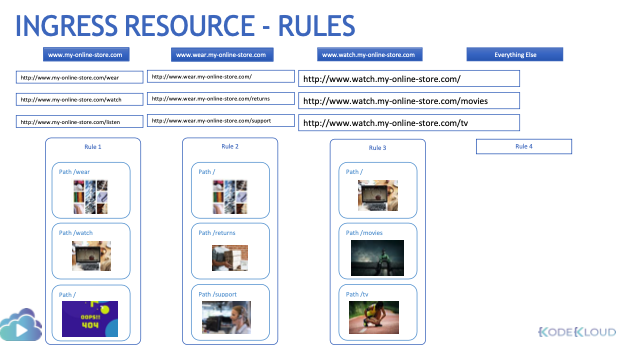 INGRESS RESOURCE - RULES
www.my-online-store.com
www.wear.my-online-store.com
www.watch.my-online-store.com
Everything Else
http://www.my-online-store.com/wear
http://www.wear.my-online-store.com/
http://www.watch.my-online-store.com/
http://www.my-online-store.com/watch
http://www.wear.my-online-store.com/returns
http://www.watch.my-online-store.com/movies
http://www.my-online-store.com/listen
http://www.wear.my-online-store.com/support
http://www.watch.my-online-store.com/tv
Rule 1
Rule 2
Rule 3
Rule 4
Path /wear
Path /
Path /
Path /watch
Path /returns
Path /movies
Path /
Path /support
Path /tv
OOPS!!
404
KODEKLOUD